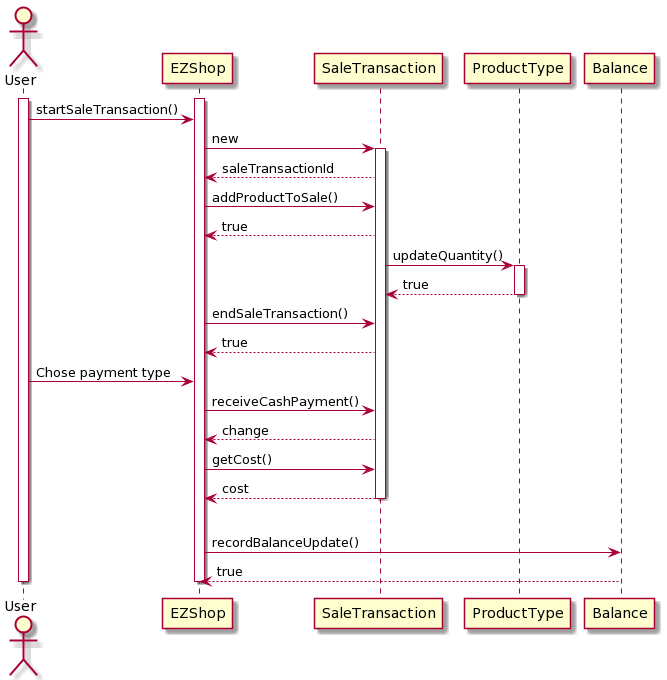 User
EZShop
SaleTransaction
ProductType
Balance
startSaleTransaction()
new
saleTransactionId
addProductToSale()
true
updateQuantity()
true
endSaleTransaction()
true
Chose payment type
receiveCashPayment()
change
getCost()
cost
recordBalanceUpdate()
true
User
EZShop
SaleTransaction
ProductType
Balance